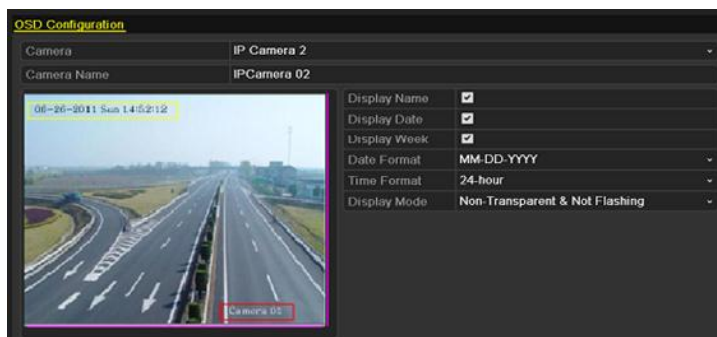 OSD Configuration
Camera IP Camera 2
Camera Name IPCamera 02
06-26-2011 Sun 14:52:12
Display Name
Display Date
Display Week
Date Format MM-DD-YYYY
Time Format 24-hour
Display Mode Non-Transparent & Not Flashing
Camera 01